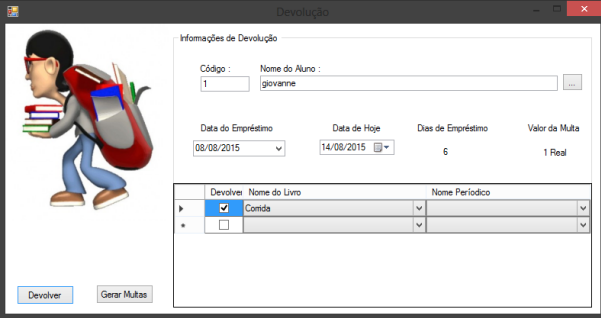 Devolução
Informações de Devolução
Código : Nome do Aluno :
1 giovanne ...
Data do Empréstimo Data de Hoje Dias de Empréstimo Valor da Multa
08/08/2015 14/08/2015 6 1 Real
Devolver Nome do Livro Nome Períodico
Corrida
Devolver Gerar Multas